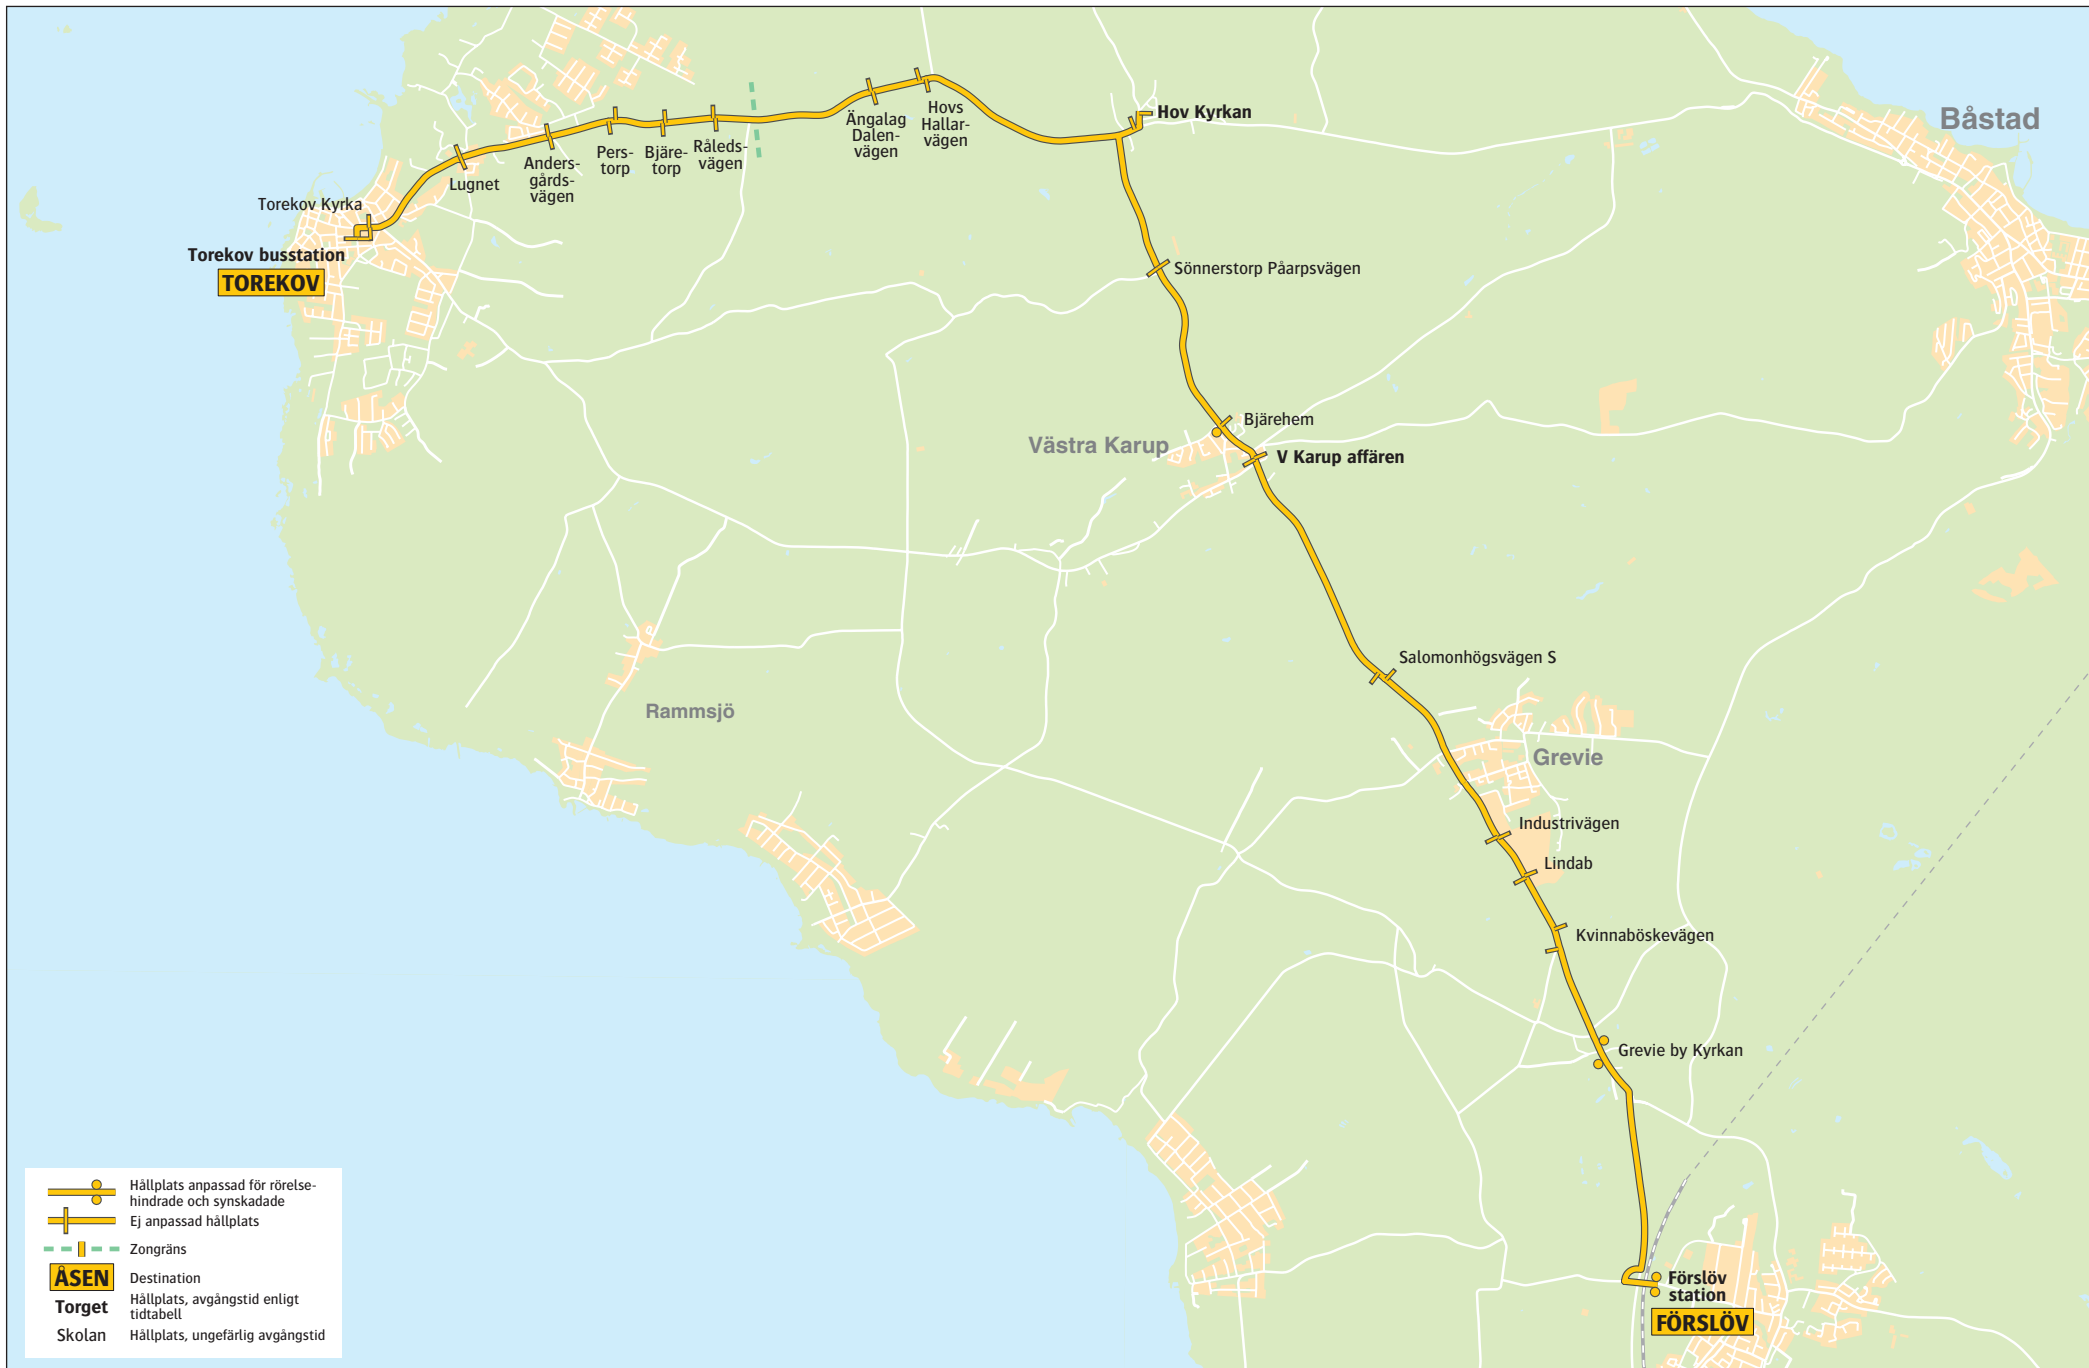 Båstad
Hov Kyrkan
Hovs
Hallar-
vägen
Ängalag
Dalen-
vägen
Råleds-
vägen
Bjäre-
torp
Pers-
torp
Anders-
gårds-
vägen
Lugnet
Torekov Kyrka
Torekov busstation
TOREKOV
Sönnerstorp Påarpsvägen
Bjärehem
Västra Karup
V Karup affären
Salomonhögsvägen S
Rammsjö
Grevie
Industrivägen
Lindab
Kvinnaböskevägen
Grevie by Kyrkan
Förslöv
station
FÖRSLÖV
Hållplats anpassad för rörelse-
hindrade och synskadade
Ej anpassad hållplats
Zongräns
ÅSEN Destination
Torget Hållplats, avgångstid enligt
tidtabell
Skolan Hållplats, ungefärlig avgångstid